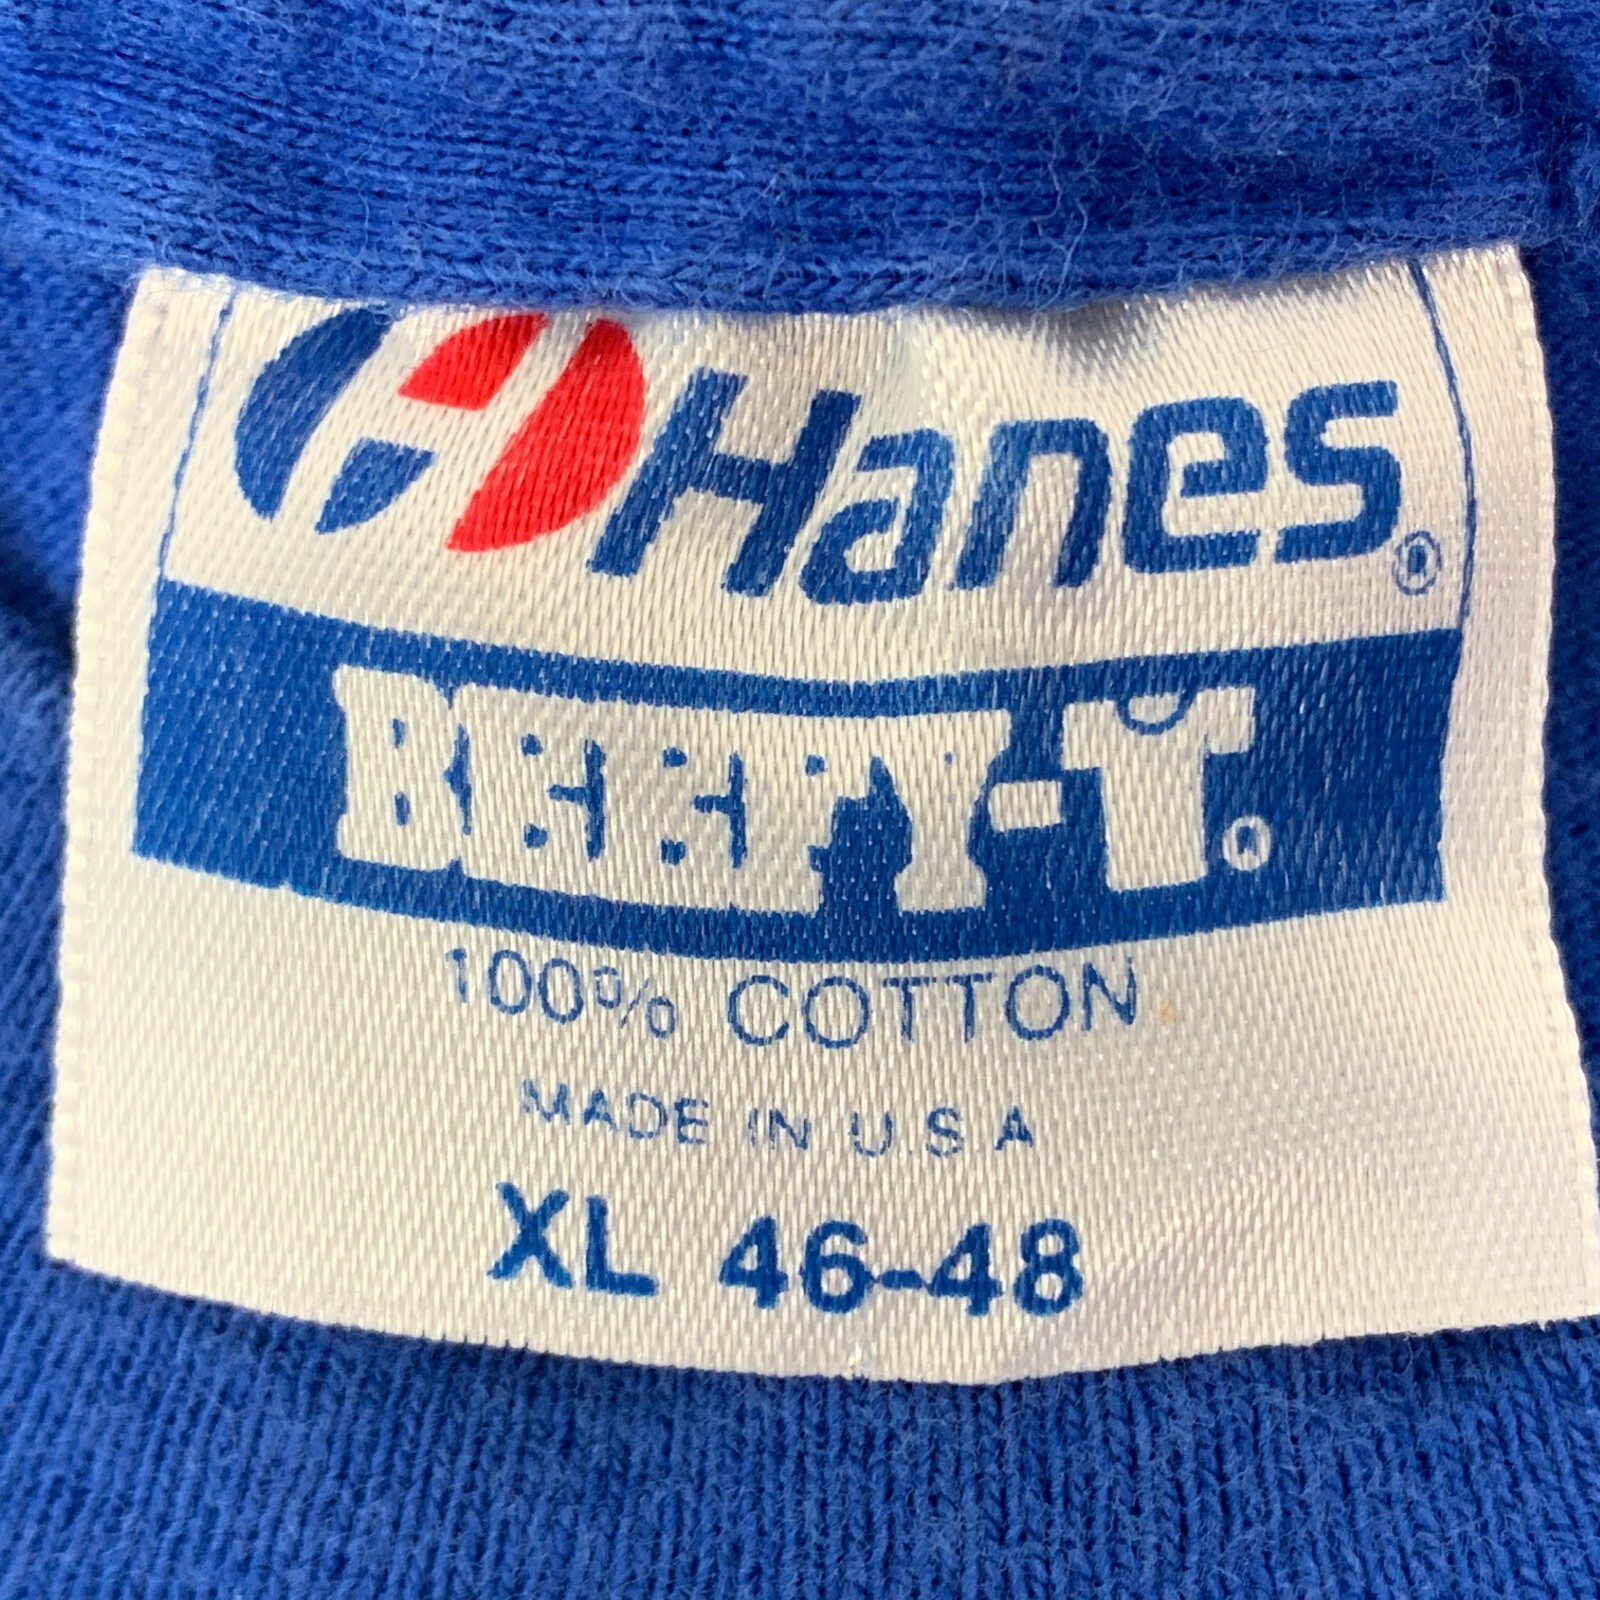 Hanes®
BEEFY-T®
100% COTTON
MADE IN U.S.A
XL 46-48